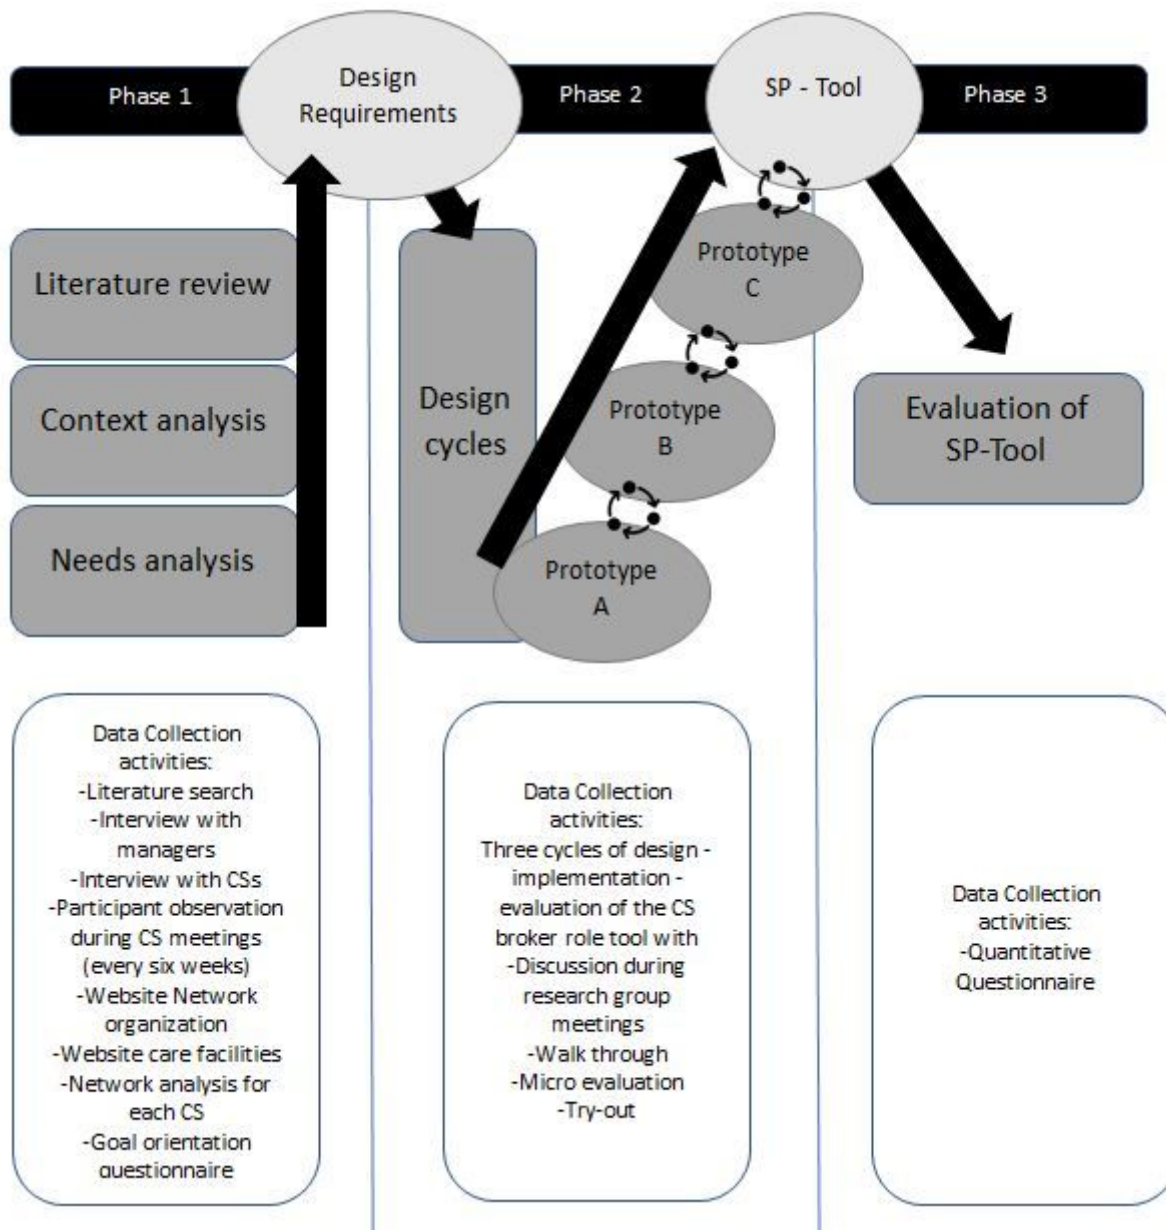 Phase 1
Design
Requirements
Phase 2
SP - Tool
Phase 3
Literature review
Context analysis
Needs analysis
Design
cycles
Prototype
C
Prototype
B
Prototype
A
Evaluation of
SP-Tool
Data Collection
activities:
-Literature search
-Interview with
managers
-Interview with CSs
-Participant observation
during CS meetings
(every six weeks)
-Website Network
organization
-Website care facilities
-Network analysis for
each CS
-Goal orientation
questionnaire
Data Collection
activities:
Three cycles of design -
implementation -
evaluation of the CS
broker role tool with
-Discussion during
research group
meetings
-Walk through
-Micro evaluation
-Try-out
Data Collection
activities:
-Quantitative
Questionnaire